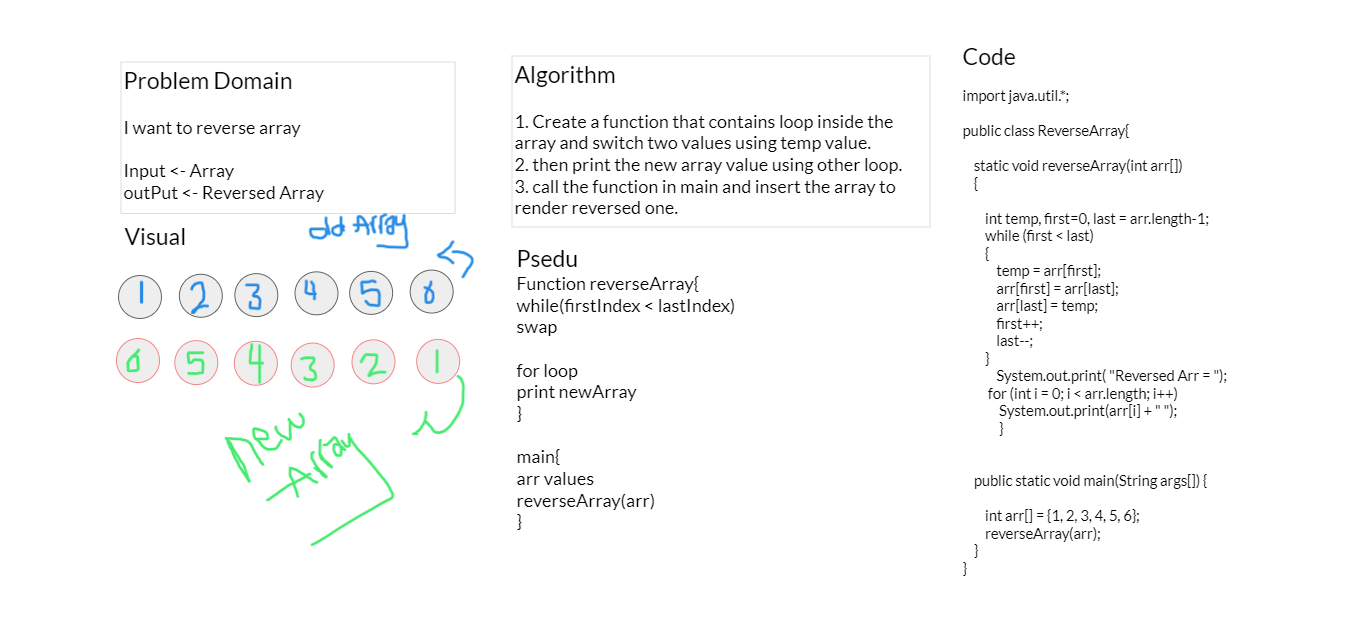 Problem Domain
I want to reverse array
Input <- Array
outPut <- Reversed Array
Visual
old Array
1 2 3 4 5 6
6 5 4 3 2 1
new
Array
Algorithm
1. Create a function that contains loop inside the
array and switch two values using temp value.
2. then print the new array value using other loop.
3. call the function in main and insert the array to
render reversed one.
Psedu
Function reverseArray{
while(firstIndex < lastIndex)
swap
for loop
print newArray
}
main{
arr values
reverseArray(arr)
}
Code
import java.util.*;
public class ReverseArray{
static void reverseArray(int arr[])
{
int temp, first=0, last = arr.length-1;
while (first < last)
{
temp = arr[first];
arr[first] = arr[last];
arr[last] = temp;
first++;
last--;
}
System.out.print( "Reversed Arr = ");
for (int i = 0; i < arr.length; i++)
System.out.print(arr[i] + " ");
}
public static void main(String args[]) {
int arr[] = {1, 2, 3, 4, 5, 6};
reverseArray(arr);
}
}